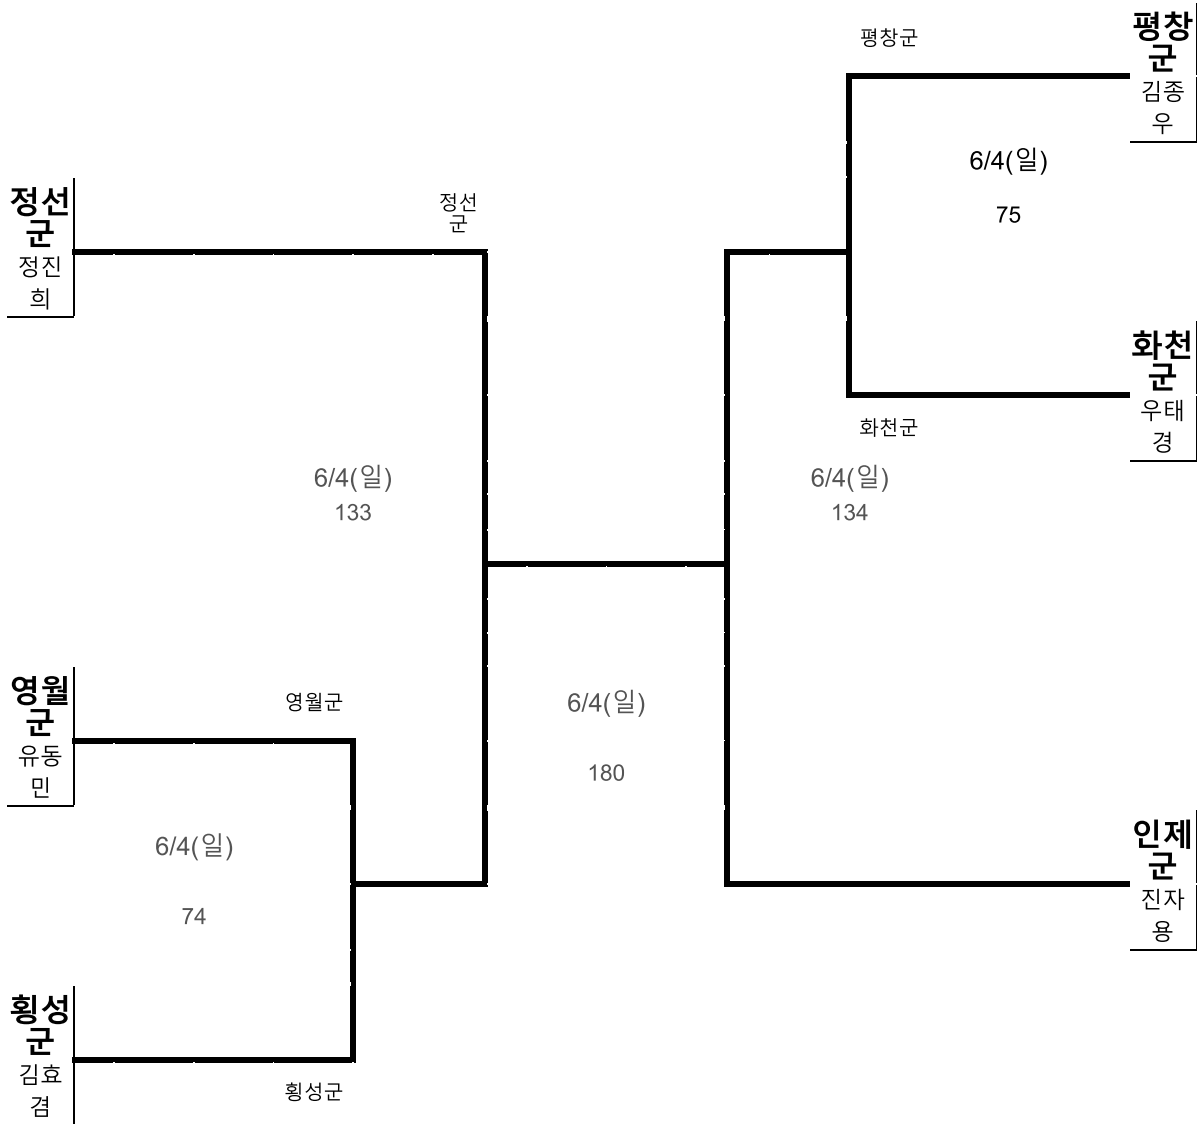 평창군
평창
군
김종
우
6/4(일)
75
정선
군
정진
희
정선
군
화천
군
우태
경
화천군
6/4(일)
133
6/4(일)
134
영월
군
유동
민
영월군
6/4(일)
180
6/4(일)
74
인제
군
진자
용
횡성
군
김효
겸
횡성군